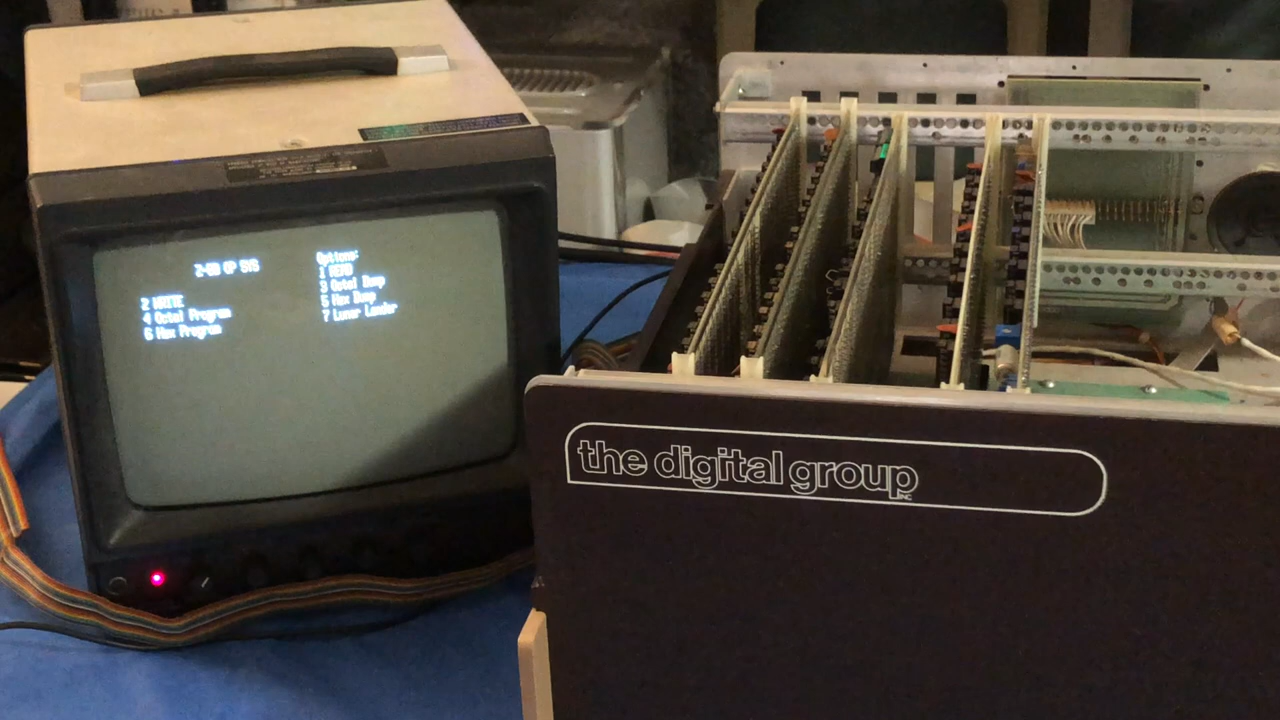 Z-80 OP SYS
Options:
1 READ
2 WRITE
3 Octal Dump
4 Octal Program
5 Hex Dump
6 Hex Program
7 Lunar Lander
the digital group INC